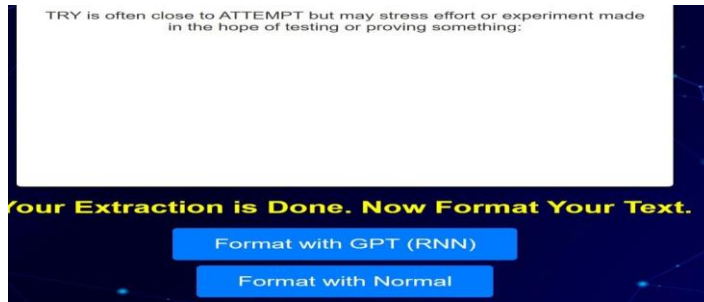 TRY is often close to ATTEMPT but may stress effort or experiment made
in the hope of testing or proving something:
Your Extraction is Done. Now Format Your Text.
Format with GPT (RNN)
Format with Normal